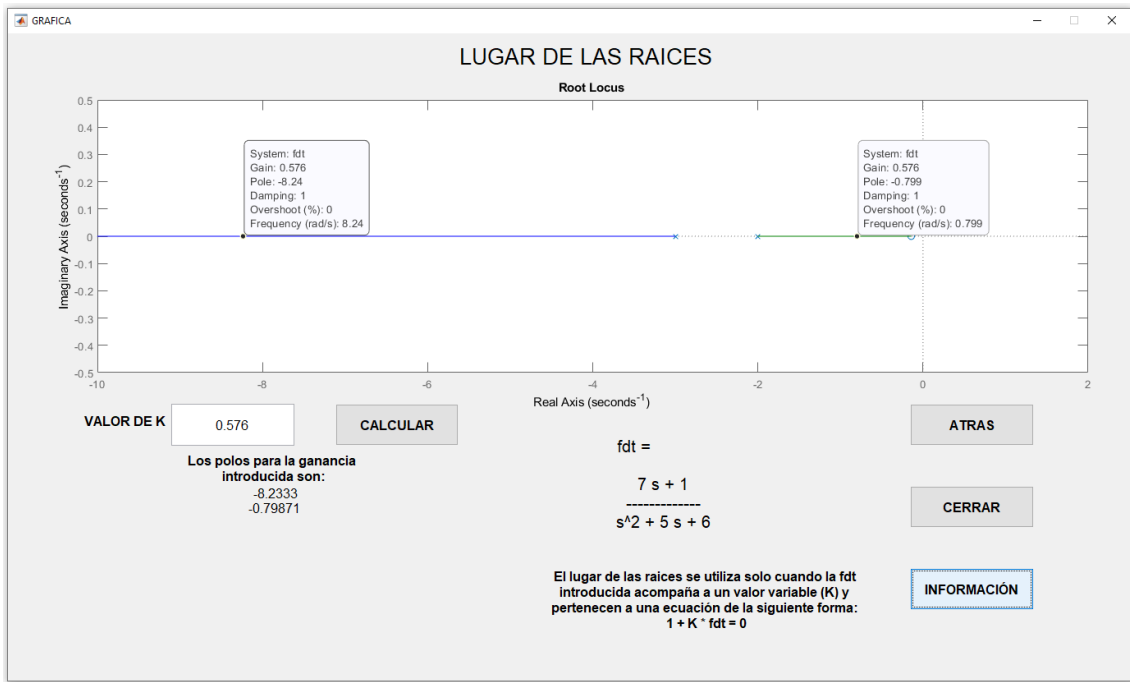 GRAFICA
LUGAR DE LAS RAICES
Root Locus
Imaginary Axis (seconds^-1)
0.5
0.4
0.3
0.2
0.1
0
-0.1
-0.2
-0.3
-0.4
-0.5
System: fdt
Gain: 0.576
Pole: -8.24
Damping: 1
Overshoot (%): 0
Frequency (rad/s): 8.24
System: fdt
Gain: 0.576
Pole: -0.799
Damping: 1
Overshoot (%): 0
Frequency (rad/s): 0.799
-10 -8 -6 -4 -2 0 2
Real Axis (seconds^-1)
VALOR DE K 0.576 CALCULAR
Los polos para la ganancia
introducida son:
-8.2333
-0.79871
fdt =
7 s + 1
-------------
s^2 + 5 s + 6
El lugar de las raices se utiliza solo cuando la fdt
introducida acompaña a un valor variable (K) y
pertenecen a una ecuación de la siguiente forma:
1 + K * fdt = 0
ATRAS
CERRAR
INFORMACIÓN